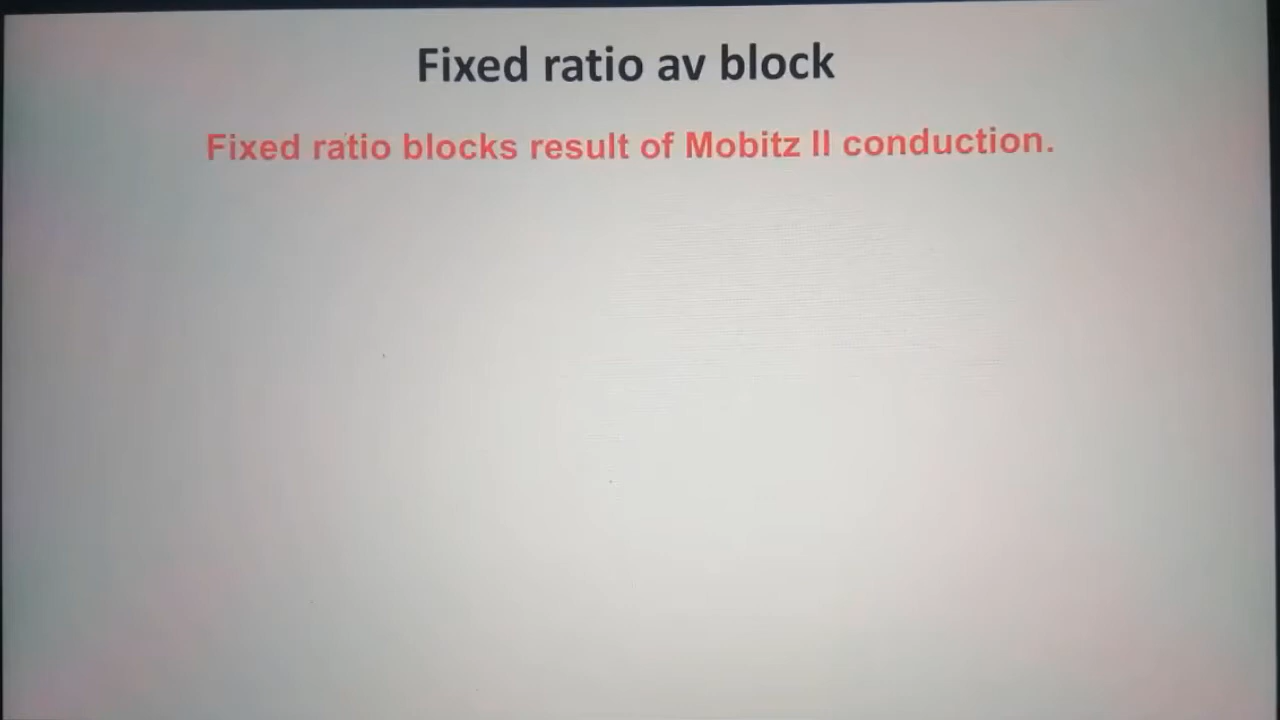 Fixed ratio av block
Fixed ratio blocks result of Mobitz II conduction.